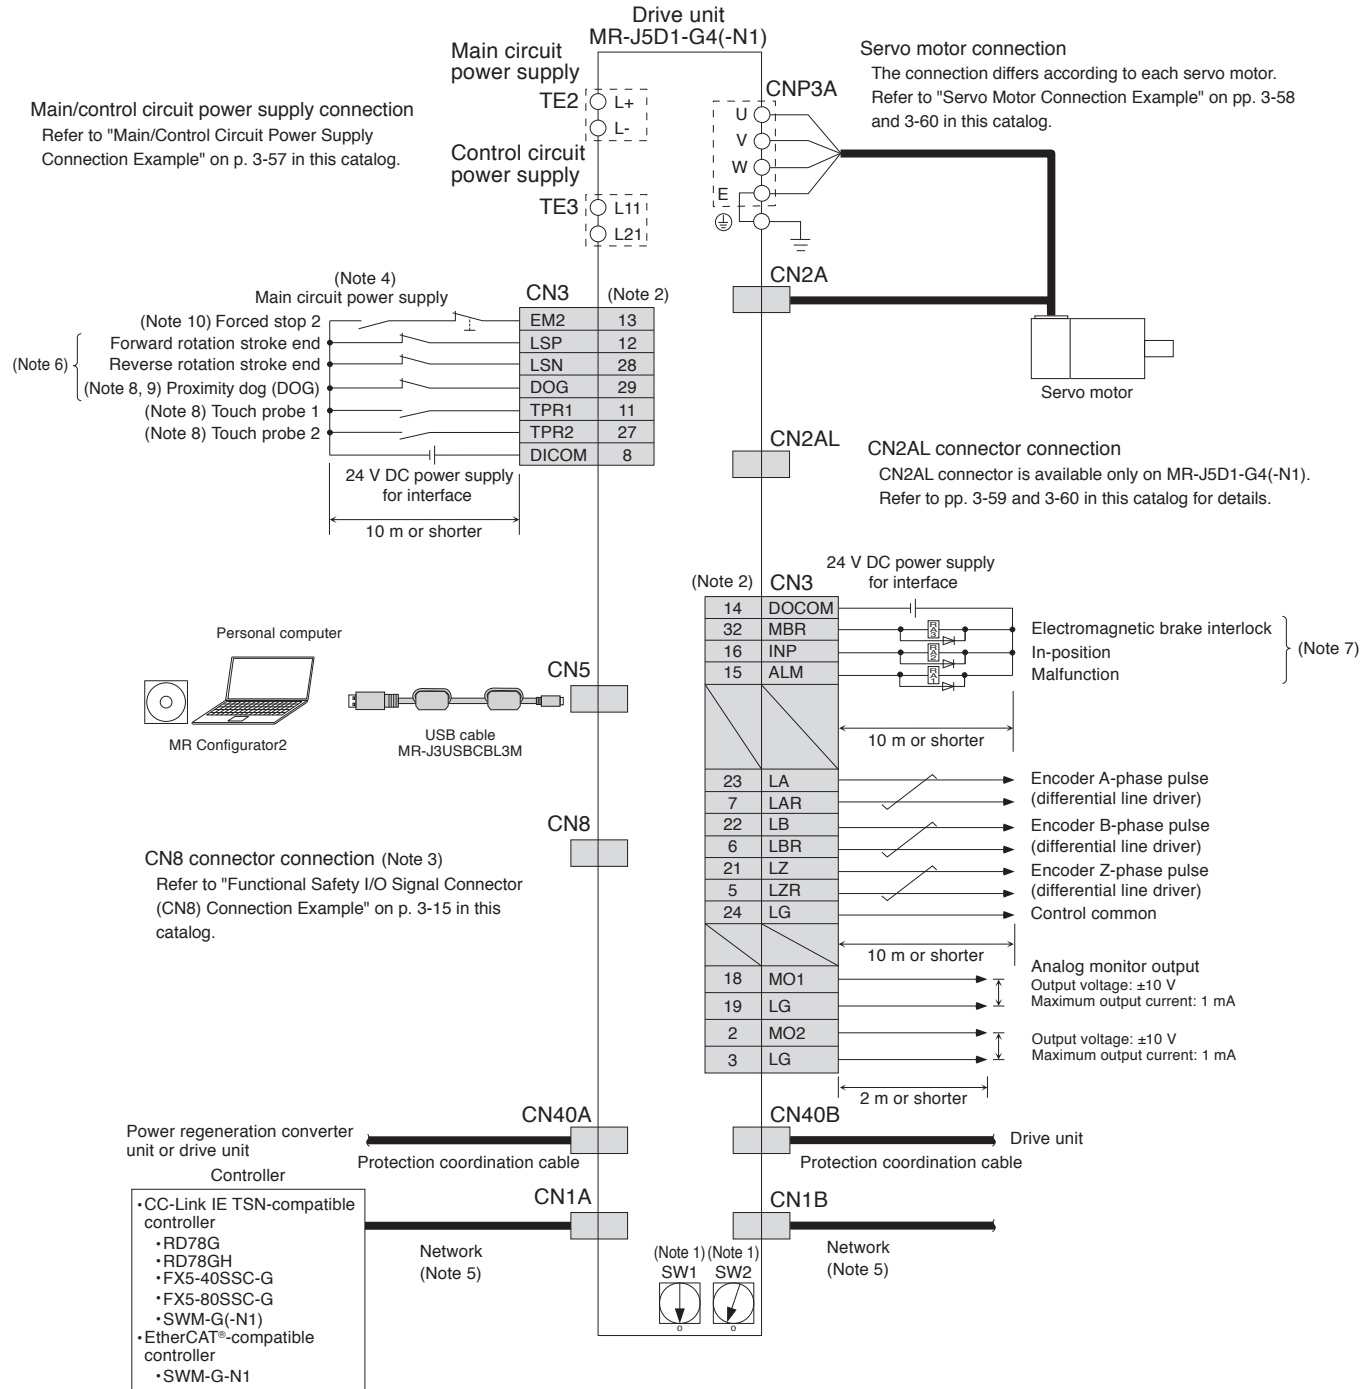 Drive unit
MR-J5D1-G4(-N1)
Main circuit
power supply
TE2
L+
L-
Control circuit
power supply
TE3
L11
L21
Main/control circuit power supply connection
Refer to "Main/Control Circuit Power Supply
Connection Example" on p. 3-57 in this catalog.
CNP3A
U
V
W
E
Servo motor connection
The connection differs according to each servo motor.
Refer to "Servo Motor Connection Example" on pp. 3-58
and 3-60 in this catalog.
CN2A
Servo motor
(Note 4)
Main circuit power supply
CN3
(Note 2)
(Note 10) Forced stop 2
EM2
13
Forward rotation stroke end
LSP
12
(Note 6)
Reverse rotation stroke end
LSN
28
(Note 8, 9) Proximity dog (DOG)
DOG
29
(Note 8) Touch probe 1
TPR1
11
(Note 8) Touch probe 2
TPR2
27
DICOM
8
24 V DC power supply
for interface
10 m or shorter
CN2AL
CN2AL connector connection
CN2AL connector is available only on MR-J5D1-G4(-N1).
Refer to pp. 3-59 and 3-60 in this catalog for details.
24 V DC power supply
for interface
(Note 2)
CN3
14
DOCOM
32
MBR
RA3
Electromagnetic brake interlock
16
INP
RA2
In-position
(Note 7)
15
ALM
RA1
Malfunction
10 m or shorter
Personal computer
MR Configurator2
USB cable
MR-J3USBCBL3M
CN5
23
LA
Encoder A-phase pulse
7
LAR
(differential line driver)
22
LB
Encoder B-phase pulse
6
LBR
(differential line driver)
21
LZ
Encoder Z-phase pulse
5
LZR
(differential line driver)
24
LG
Control common
10 m or shorter
CN8
CN8 connector connection (Note 3)
Refer to "Functional Safety I/O Signal Connector
(CN8) Connection Example" on p. 3-15 in this
catalog.
Analog monitor output
18
MO1
Output voltage: ±10 V
19
LG
Maximum output current: 1 mA
2
MO2
Output voltage: ±10 V
3
LG
Maximum output current: 1 mA
2 m or shorter
CN40A
Power regeneration converter
unit or drive unit
Protection coordination cable
CN40B
Drive unit
Protection coordination cable
Controller
•CC-Link IE TSN-compatible
controller
•RD78G
•RD78GH
•FX5-40SSC-G
•FX5-80SSC-G
•SWM-G(-N1)
•EtherCAT®-compatible
controller
•SWM-G-N1
CN1A
Network
(Note 5)
CN1B
Network
(Note 5)
(Note 1)
(Note 1)
SW1
SW2
0
0